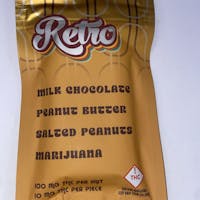 Retro
MILK CHOCOLATE
PEANUT BUTTER
SALTED PEANUTS
MARIJUANA
100 MG THC PER UNIT
10 MG THC PER PIECE
THC